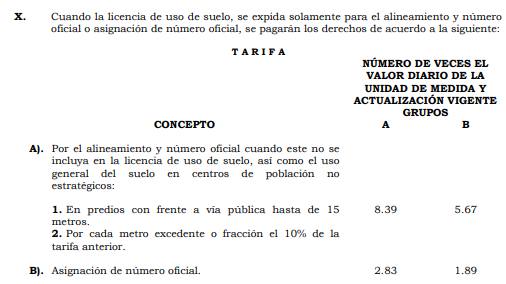 X. Cuando la licencia de uso de suelo, se expida solamente para el alineamiento y número
oficial o asignación de número oficial, se pagarán los derechos de acuerdo a la siguiente:
T A R I F A
NÚMERO DE VECES EL
VALOR DIARIO DE LA
UNIDAD DE MEDIDA Y
ACTUALIZACIÓN VIGENTE
GRUPOS
CONCEPTO A B
A). Por el alineamiento y número oficial cuando este no se
incluya en la licencia de uso de suelo, así como el uso
general del suelo en centros de población no
estratégicos:
1. En predios con frente a vía pública hasta de 15 8.39 5.67
metros.
2. Por cada metro excedente o fracción el 10% de la
tarifa anterior.
B). Asignación de número oficial. 2.83 1.89